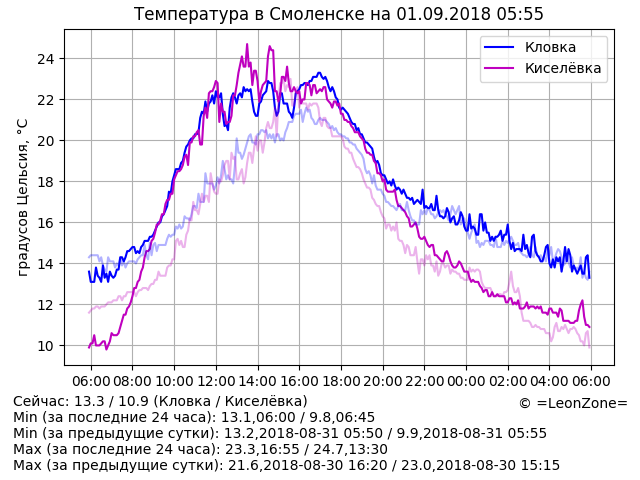 Температура в Смоленске на 01.09.2018 05:55
Кловка
Киселёвка
градусов Цельсия, °C
24
22
20
18
16
14
12
10
06:00 08:00 10:00 12:00 14:00 16:00 18:00 20:00 22:00 00:00 02:00 04:00 06:00
Сейчас: 13.3 / 10.9 (Кловка / Киселёвка)
© =LeonZone=
Min (за последние 24 часа): 13.1,06:00 / 9.8,06:45
Min (за предыдущие сутки): 13.2,2018-08-31 05:50 / 9.9,2018-08-31 05:55
Max (за последние 24 часа): 23.3,16:55 / 24.7,13:30
Max (за предыдущие сутки): 21.6,2018-08-30 16:20 / 23.0,2018-08-30 15:15